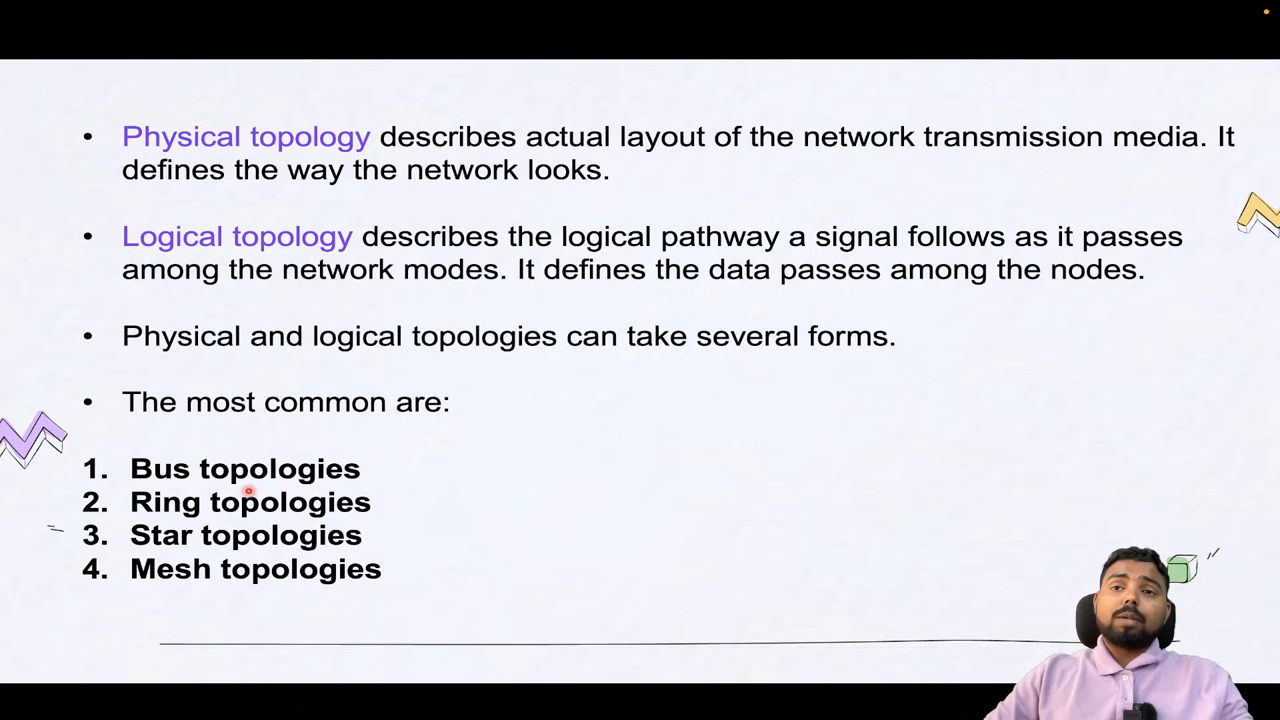 • Physical topology describes actual layout of the network transmission media. It
defines the way the network looks.
• Logical topology describes the logical pathway a signal follows as it passes
among the network modes. It defines the data passes among the nodes.
• Physical and logical topologies can take several forms.
• The most common are:
1. Bus topologies
2. Ring topologies
3. Star topologies
4. Mesh topologies